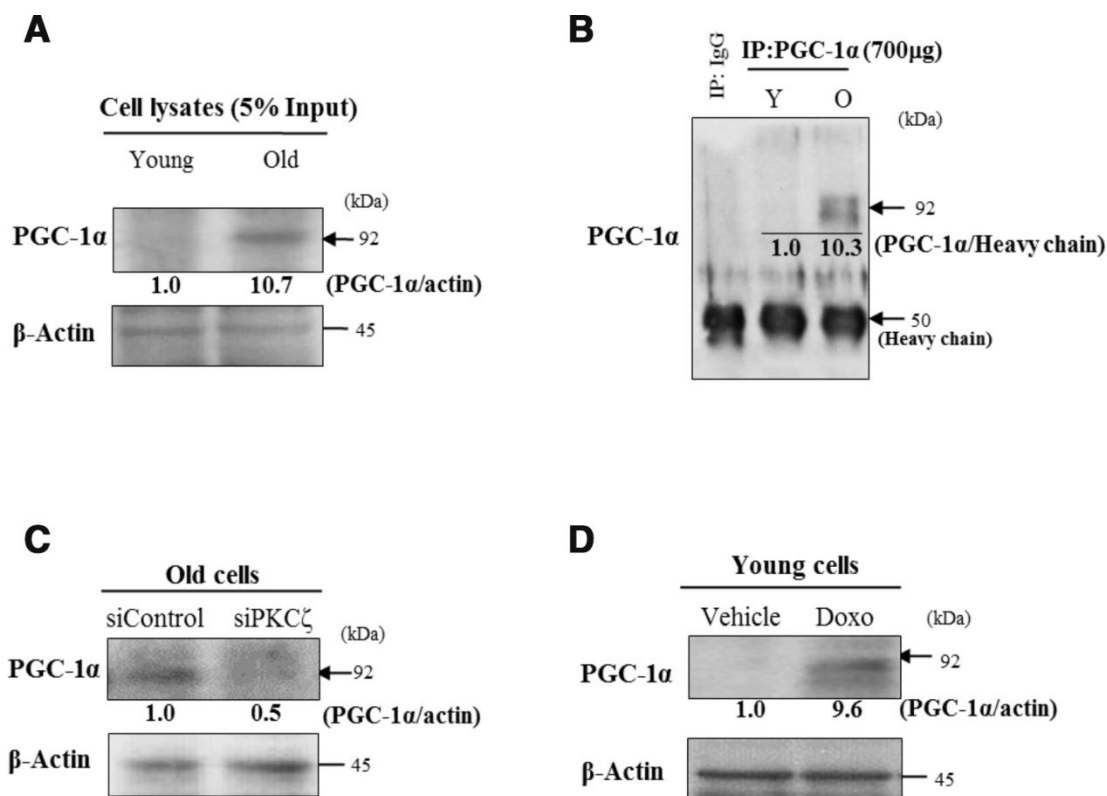 A
Cell lysates (5% Input)
Young Old
(kDa)
PGC-1α 92
1.0 10.7 (PGC-1α/actin)
β-Actin 45
B
IP: IgG
IP:PGC-1α (700μg)
Y O
(kDa)
92
PGC-1α
1.0 10.3 (PGC-1α/Heavy chain)
50
(Heavy chain)
C
Old cells
siControl siPKCζ
(kDa)
PGC-1α 92
1.0 0.5 (PGC-1α/actin)
β-Actin 45
D
Young cells
Vehicle Doxo
(kDa)
92
PGC-1α
1.0 9.6 (PGC-1α/actin)
β-Actin 45